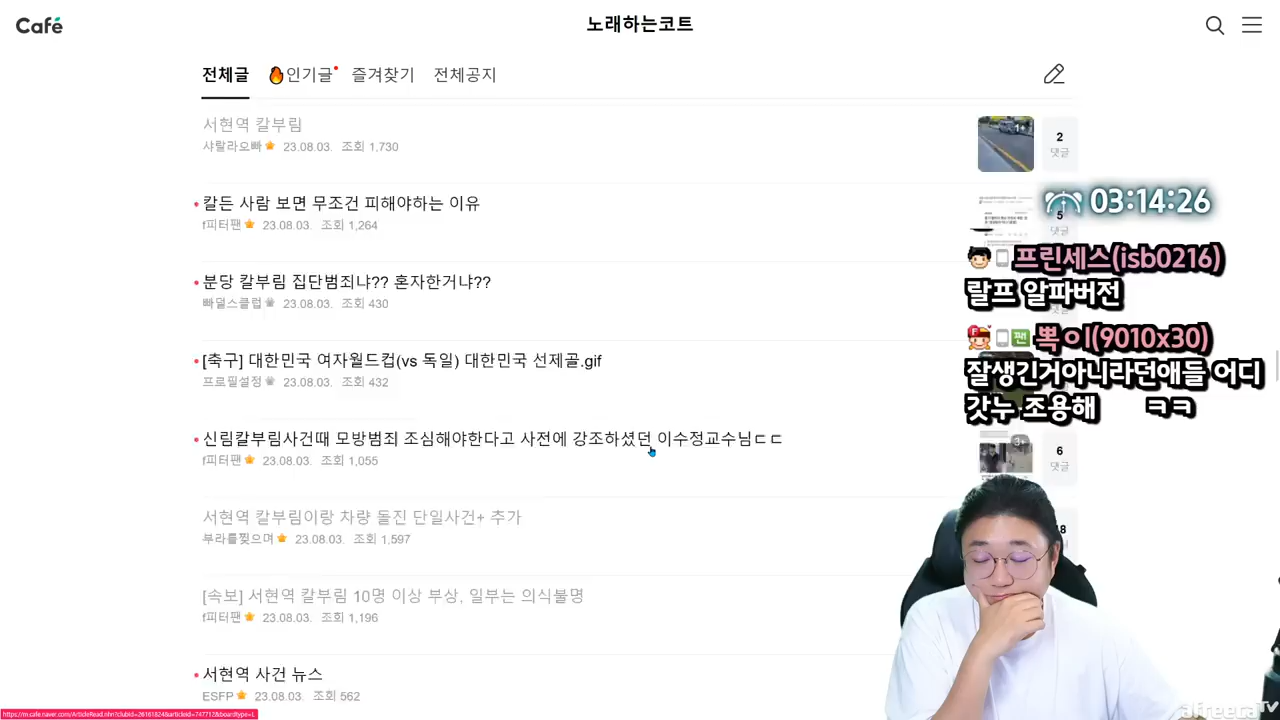 Café
노래하는코트
전체글
🔥인기글
즐겨찾기
전체공지
서현역 칼부림
샤랄라오빠 23.08.03. 조회 1,730
2
댓글
칼든 사람 보면 무조건 피해야하는 이유
f피터팬 23.08.03. 조회 1,264
5
댓글
03:14:26
프린세스(isb0216)
랄프 알파버전
분당 칼부림 집단범죄냐?? 혼자한거냐??
빠덜스클럽 23.08.03. 조회 430
뽁이(9010x30)
잘생긴거아니라던애들 어디
갓누 조용해 ㅋㅋ
[축구] 대한민국 여자월드컵(vs 독일) 대한민국 선제골.gif
프로필설정 23.08.03. 조회 432
신림칼부림사건때 모방범죄 조심해야한다고 사전에 강조하셨던 이수정교수님ㄷㄷ
f피터팬 23.08.03. 조회 1,055
3+
6
댓글
서현역 칼부림이랑 차량 돌진 단일사건+ 추가
부라를찢으며 23.08.03. 조회 1,597
[속보] 서현역 칼부림 10명 이상 부상, 일부는 의식불명
f피터팬 23.08.03. 조회 1,196
서현역 사건 뉴스
ESFP 23.08.03. 조회 562
afreecaTV